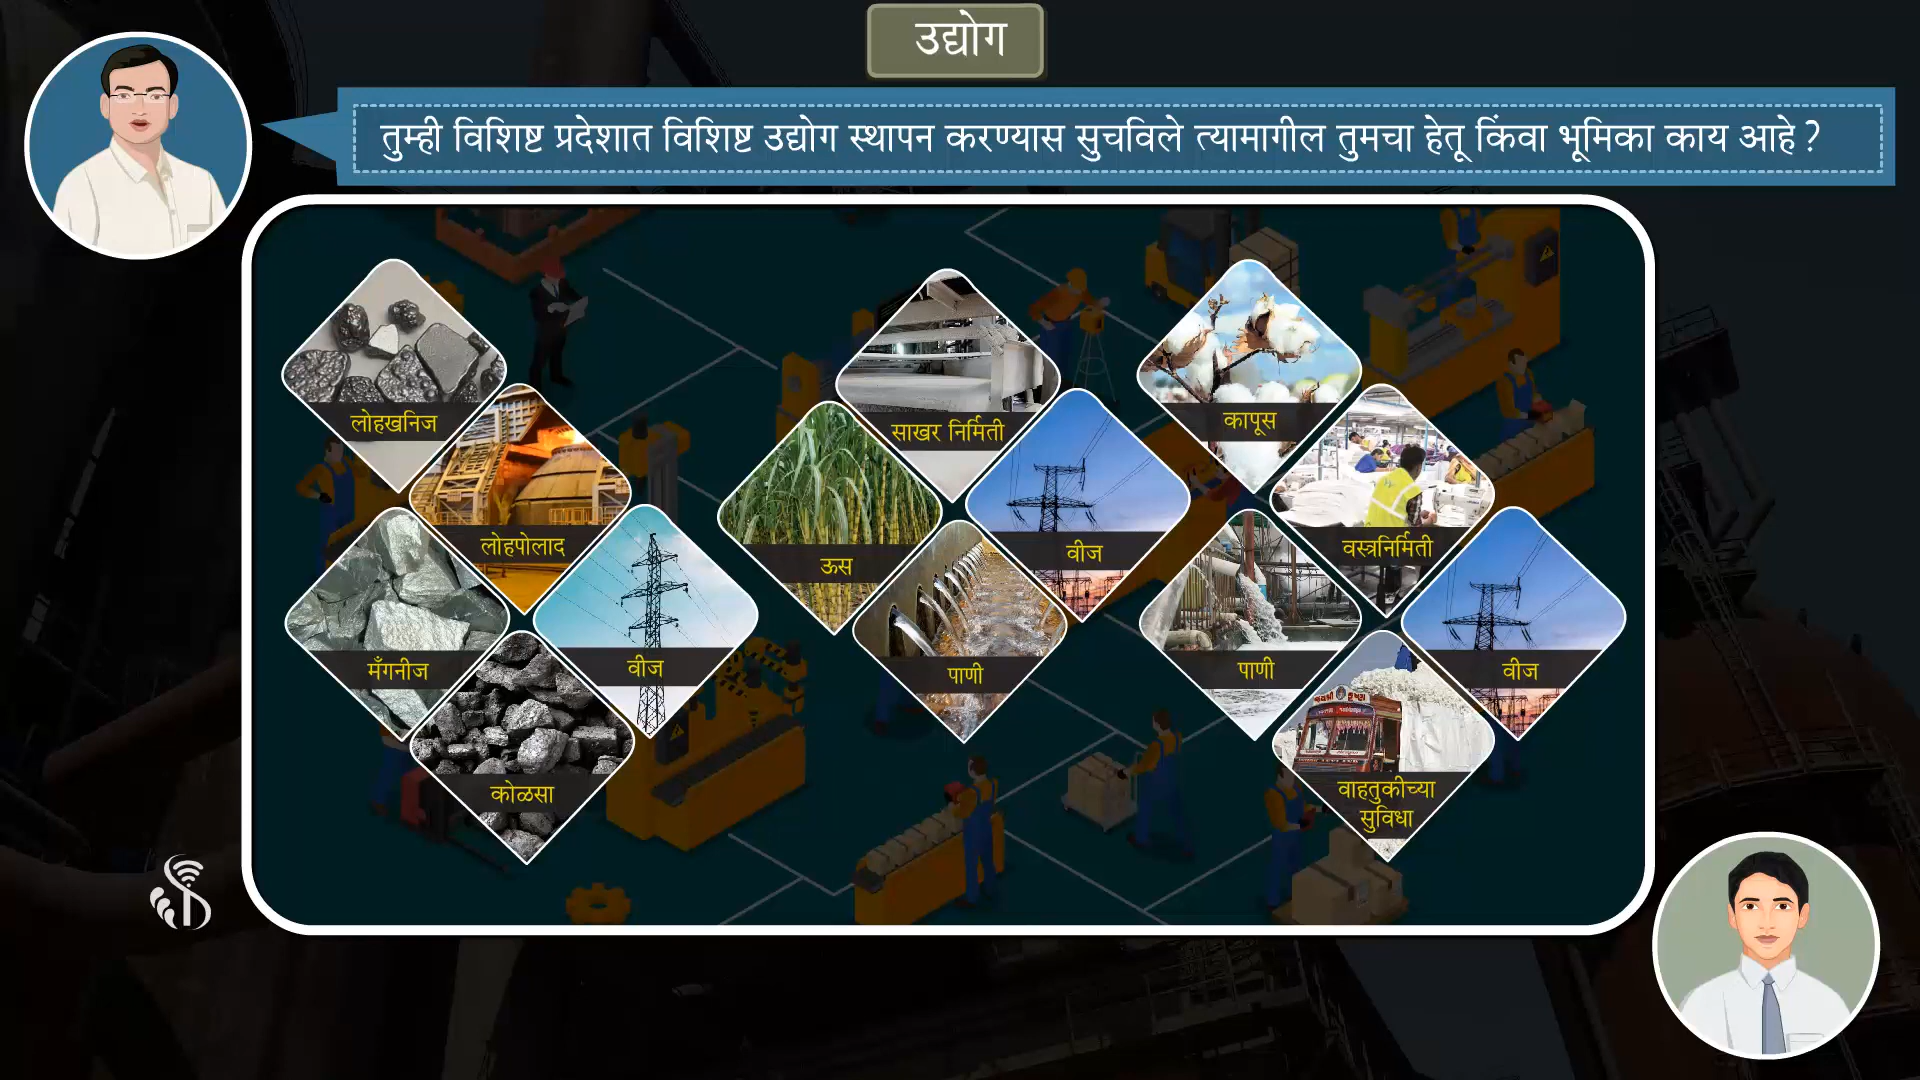 उद्योग
तुम्ही विशिष्ट प्रदेशात विशिष्ट उद्योग स्थापन करण्यास सुचविले त्यामागील तुमचा हेतू किंवा भूमिका काय आहे ?
लोहखनिज
लोहपोलाद
मँगनीज
वीज
कोळसा
साखर निर्मिती
ऊस
वीज
पाणी
कापूस
वस्त्रनिर्मिती
पाणी
वीज
वाहतुकीच्या
सुविधा